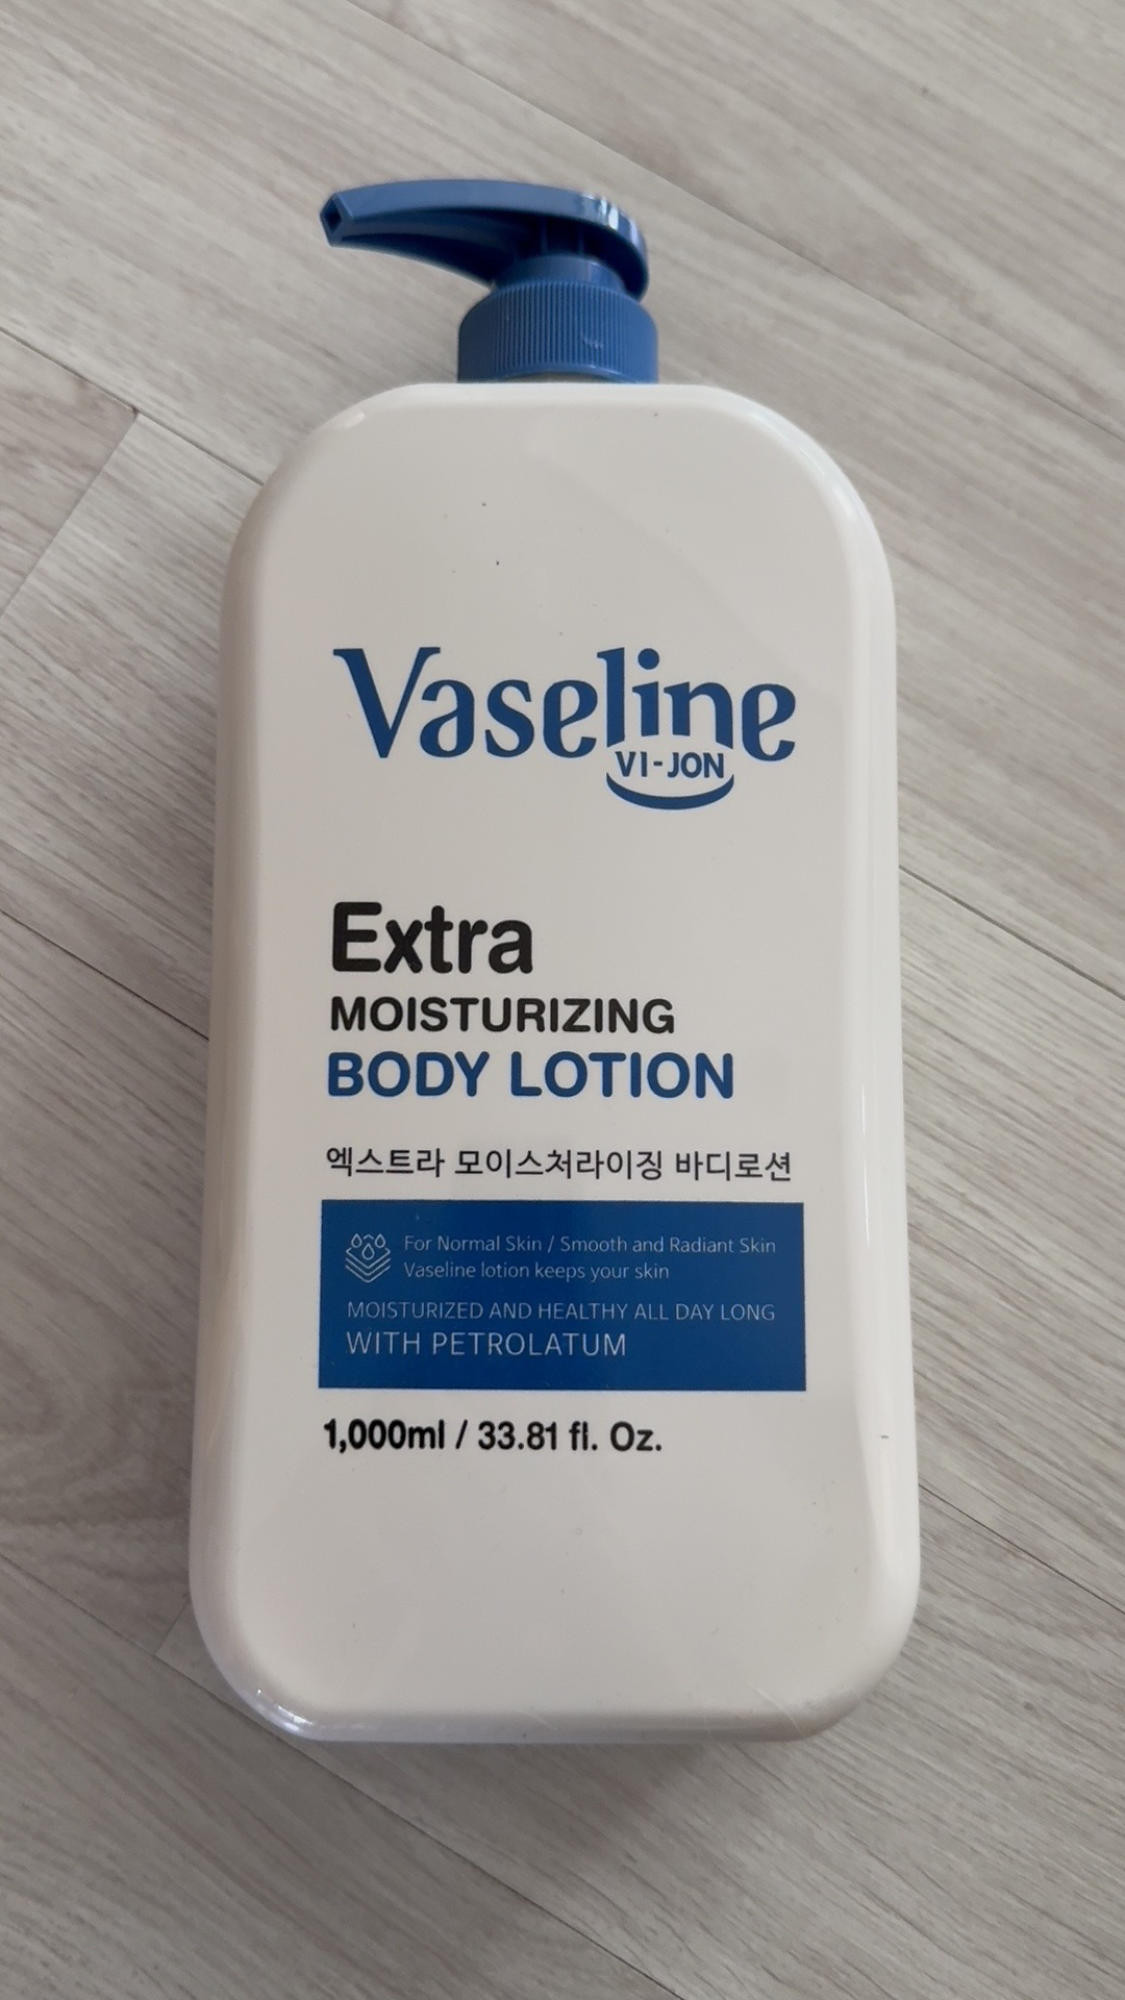 Vaseline
VI-JON
Extra
MOISTURIZING
BODY LOTION
엑스트라 모이스처라이징 바디로션
For Normal Skin / Smooth and Radiant Skin
Vaseline lotion keeps your skin
MOISTURIZED AND HEALTHY ALL DAY LONG
WITH PETROLATUM
1,000ml / 33.81 fl. Oz.